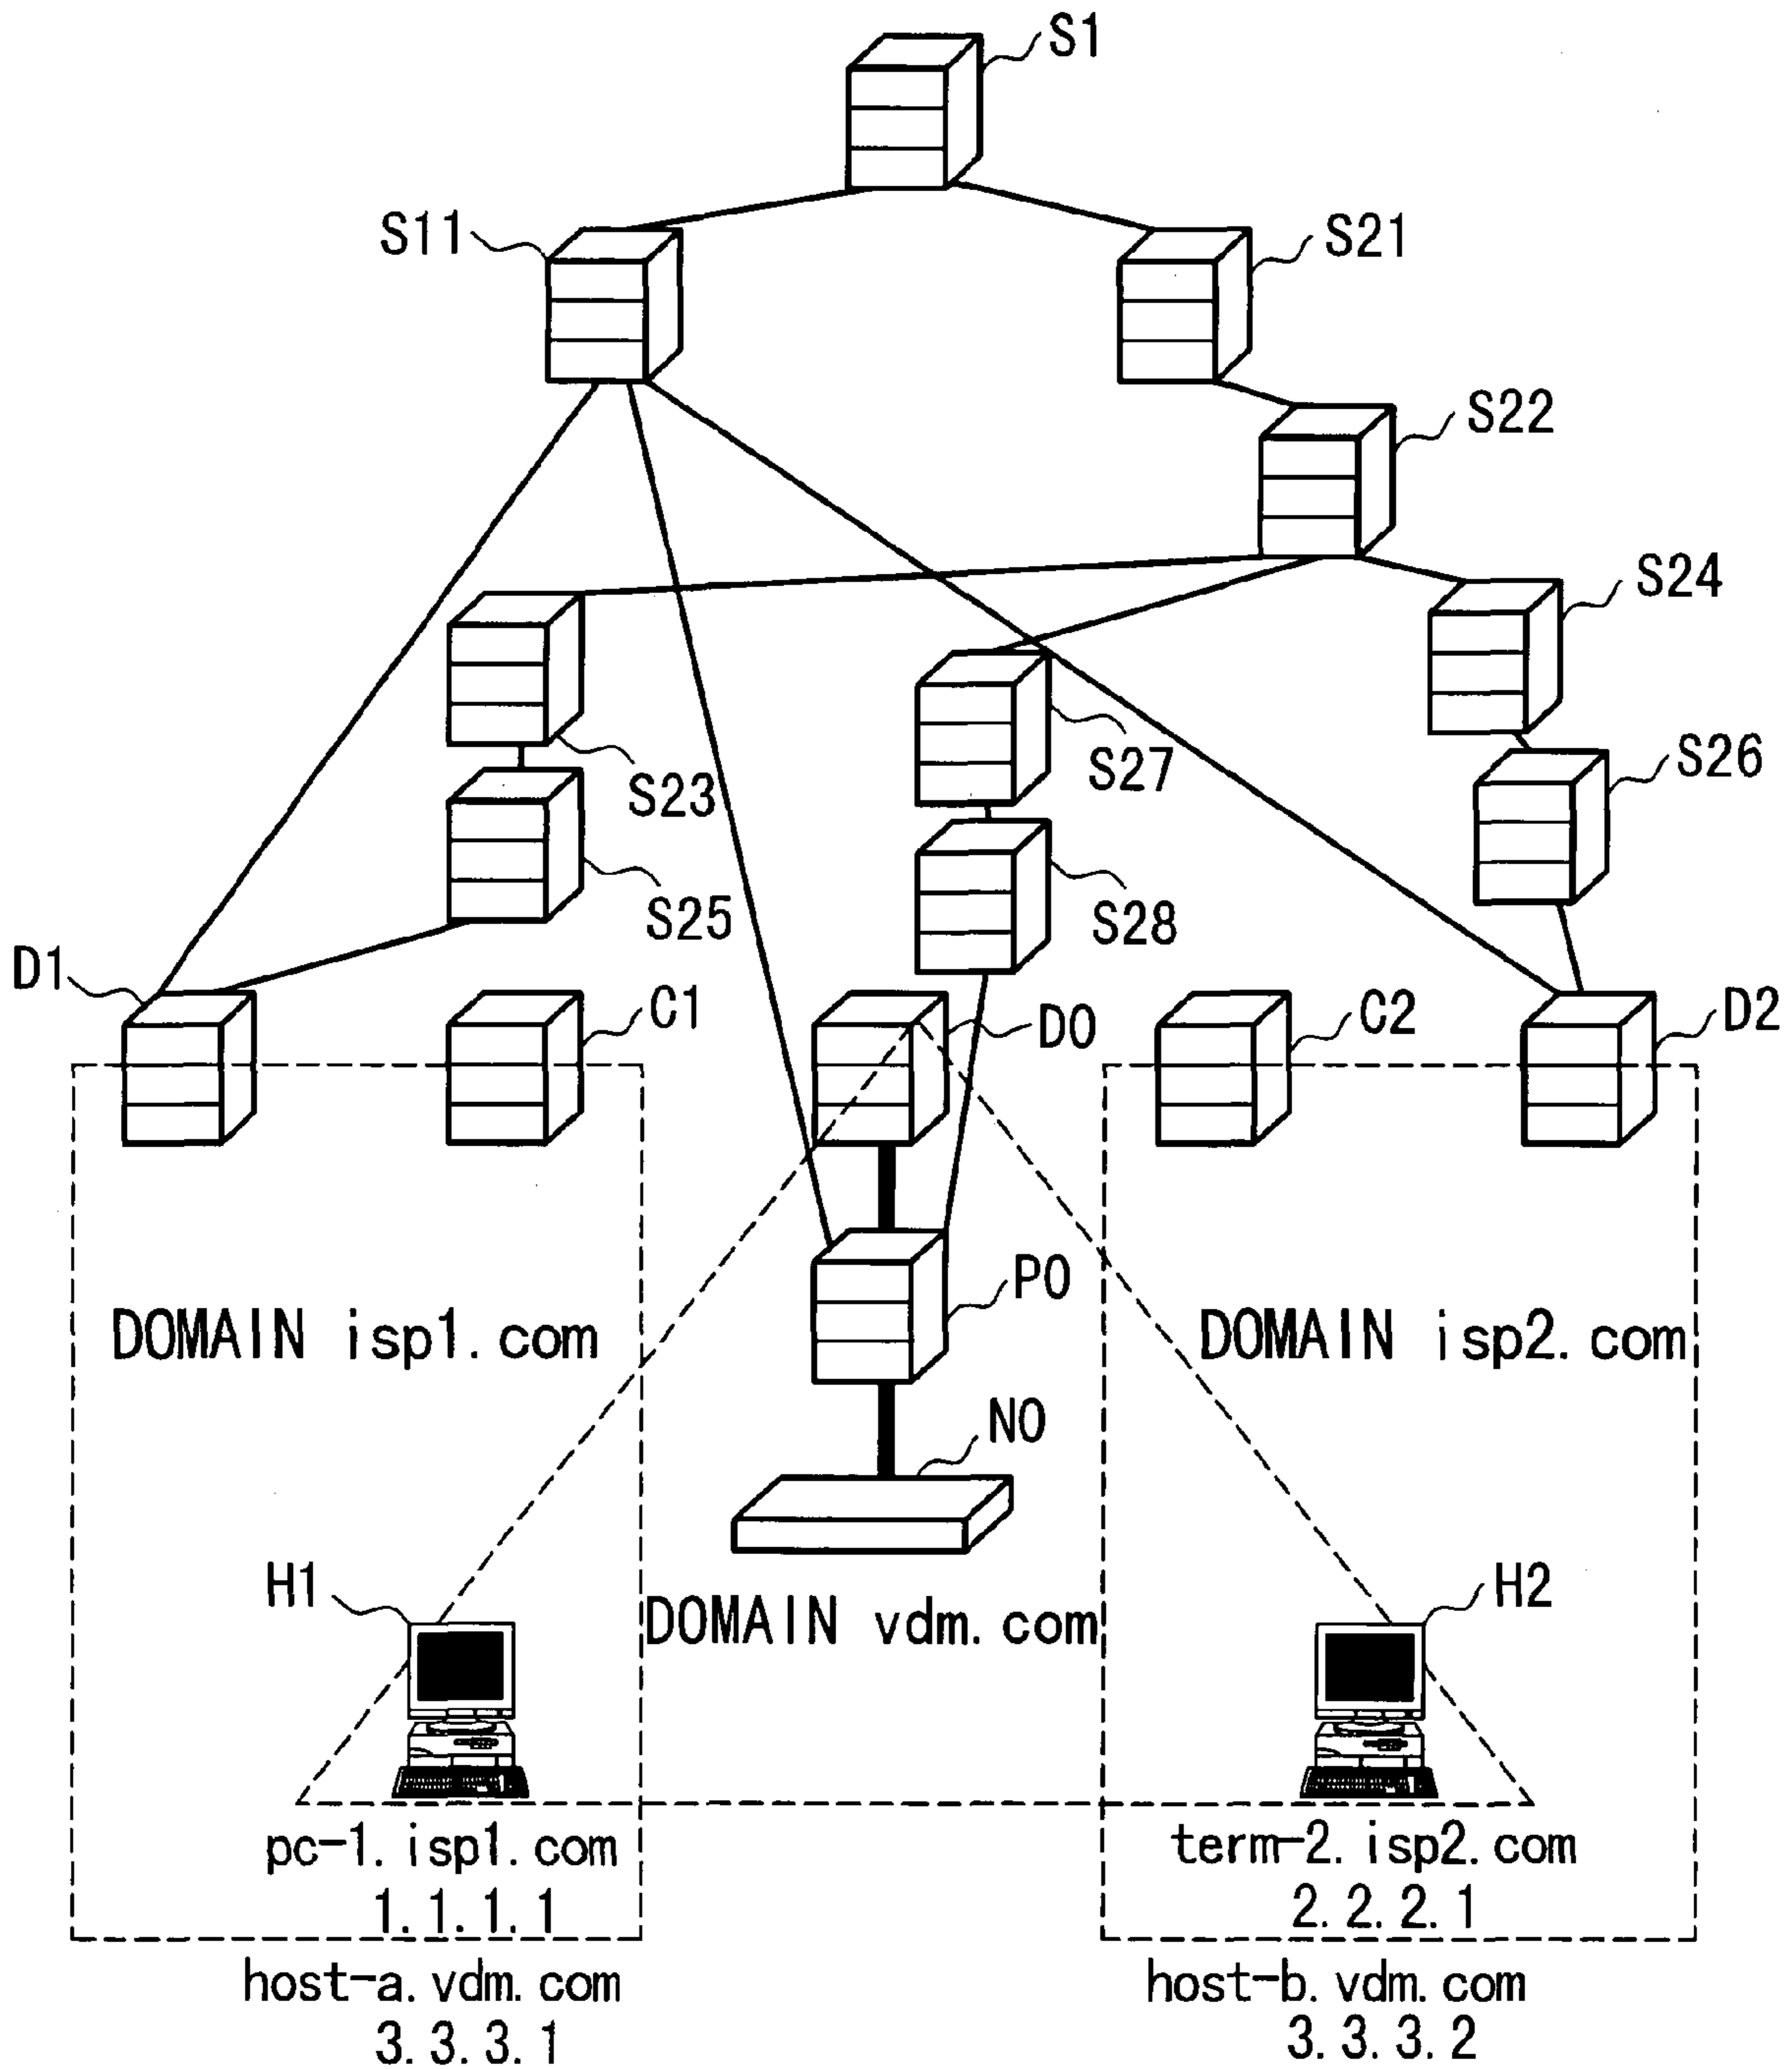 S1
S11
S21
S22
S24
S23
S27
S26
S25
S28
D1
C1
D0
C2
D2
P0
DOMAIN isp1.com
DOMAIN isp2.com
N0
H1
H2
DOMAIN vdm.com
pc-1.isp1.com
term-2.isp2.com
1.1.1.1
2.2.2.1
host-a.vdm.com
host-b.vdm.com
3.3.3.1
3.3.3.2